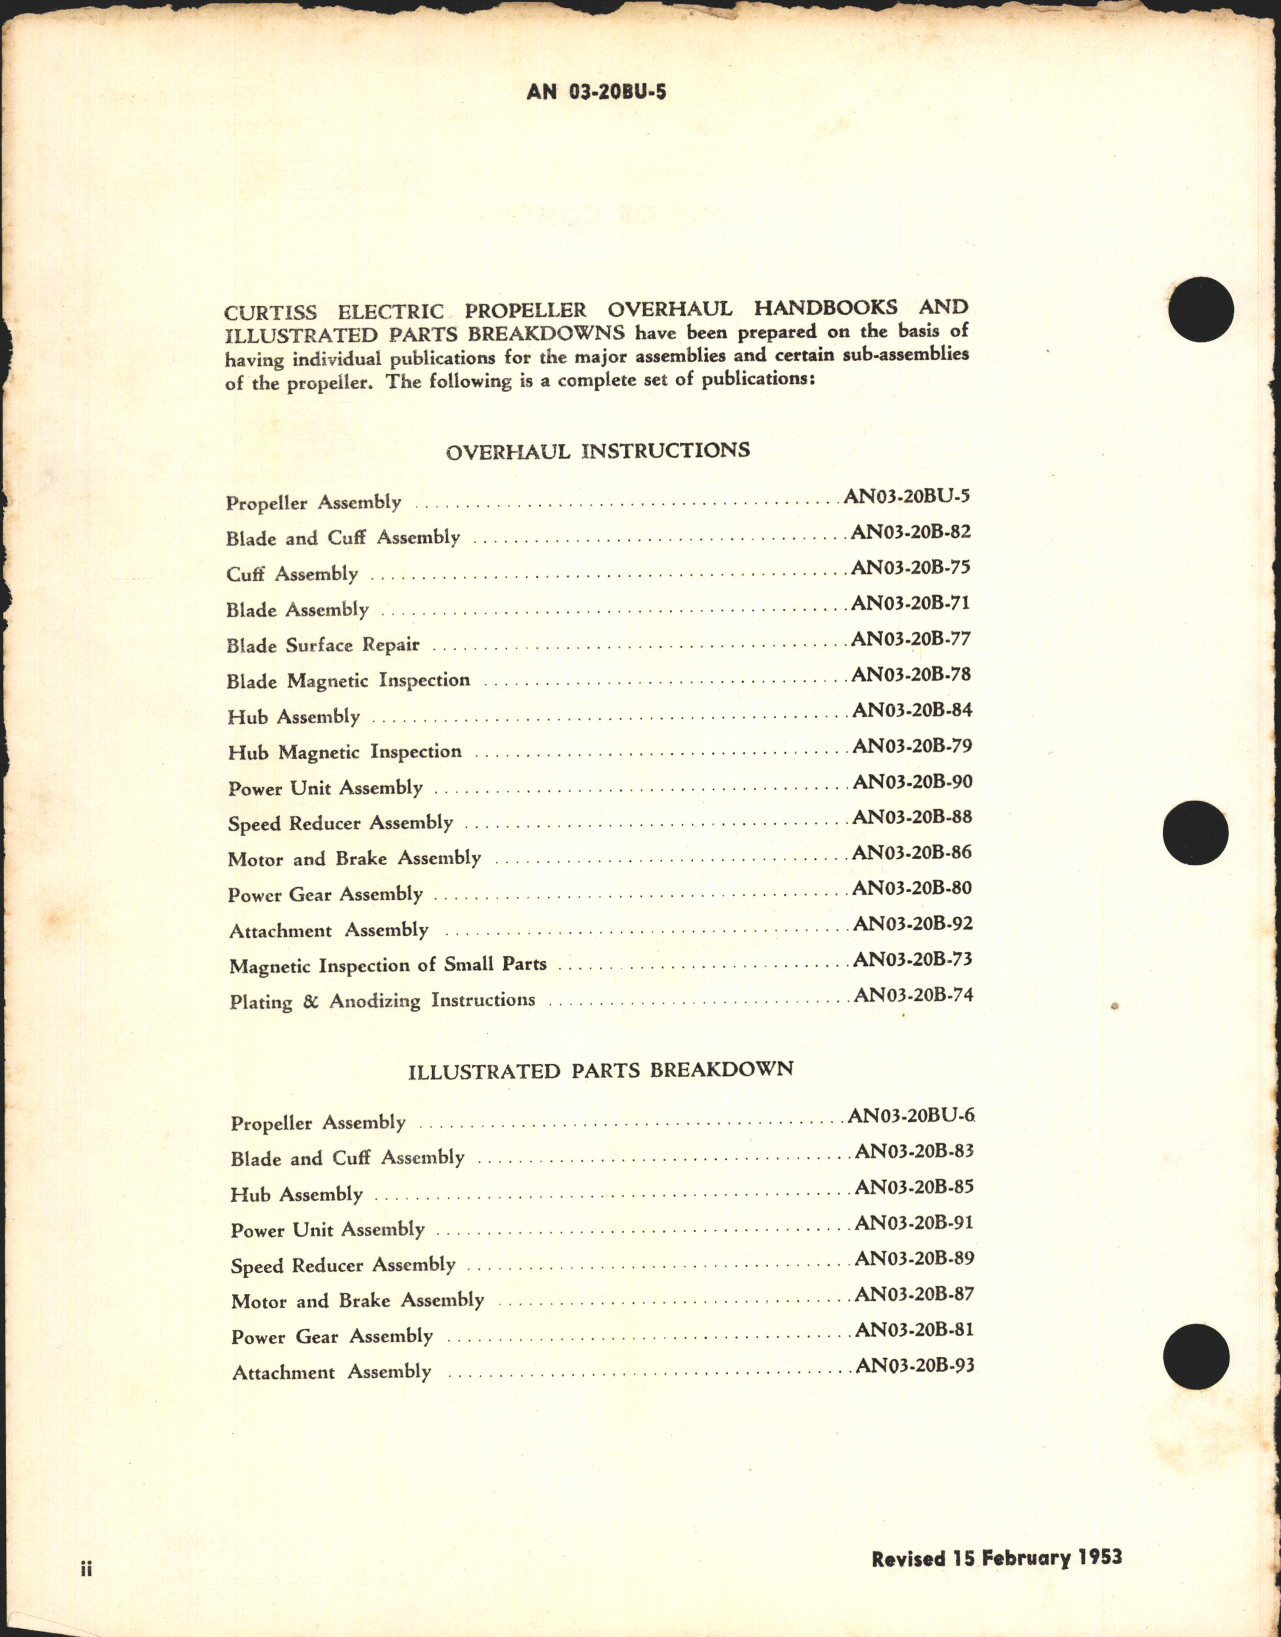 AN 03-20BU-5
CURTISS ELECTRIC PROPELLER OVERHAUL HANDBOOKS AND
ILLUSTRATED PARTS BREAKDOWNS have been prepared on the basis of
having individual publications for the major assemblies and certain sub-assemblies
of the propeller. The following is a complete set of publications:
OVERHAUL INSTRUCTIONS
Propeller Assembly ........................................ AN03-20BU-5
Blade and Cuff Assembly ........................................ AN03-20B-82
Cuff Assembly ........................................ AN03-20B-75
Blade Assembly ........................................ AN03-20B-71
Blade Surface Repair ........................................ AN03-20B-77
Blade Magnetic Inspection ........................................ AN03-20B-78
Hub Assembly ........................................ AN03-20B-84
Hub Magnetic Inspection ........................................ AN03-20B-79
Power Unit Assembly ........................................ AN03-20B-90
Speed Reducer Assembly ........................................ AN03-20B-88
Motor and Brake Assembly ........................................ AN03-20B-86
Power Gear Assembly ........................................ AN03-20B-80
Attachment Assembly ........................................ AN03-20B-92
Magnetic Inspection of Small Parts ........................................ AN03-20B-73
Plating & Anodizing Instructions ........................................ AN03-20B-74
ILLUSTRATED PARTS BREAKDOWN
Propeller Assembly ........................................ AN03-20BU-6
Blade and Cuff Assembly ........................................ AN03-20B-83
Hub Assembly ........................................ AN03-20B-85
Power Unit Assembly ........................................ AN03-20B-91
Speed Reducer Assembly ........................................ AN03-20B-89
Motor and Brake Assembly ........................................ AN03-20B-87
Power Gear Assembly ........................................ AN03-20B-81
Attachment Assembly ........................................ AN03-20B-93
ii
Revised 15 February 1953